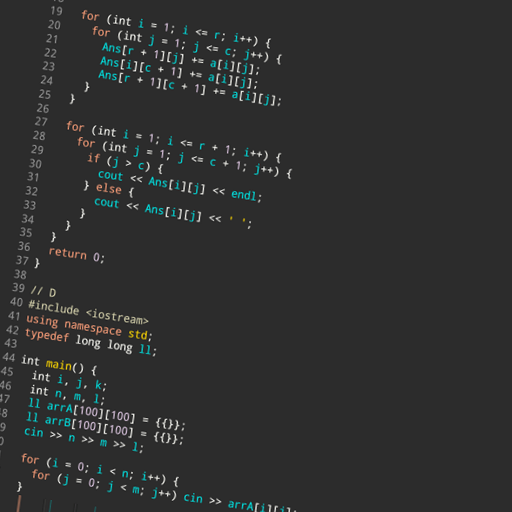 19 for (int i = 1; i <= r; i++) {
20 for (int j = 1; j <= c; j++) {
21 Ans[r + 1][j] += a[i][j];
22 Ans[i][c + 1] += a[i][j];
23 Ans[r + 1][c + 1] += a[i][j];
24 }
25 }
26
27 for (int i = 1; i <= r + 1; i++) {
28 for (int j = 1; j <= c + 1; j++) {
29 if (j > c) {
30 cout << Ans[i][j] << endl;
31 } else {
32 cout << Ans[i][j] << ' ';
33 }
34 }
35 }
36 return 0;
37 }
38
39 // D
40 #include <iostream>
41 using namespace std;
42 typedef long long ll;
43
44 int main() {
45 int i, j, k;
46 int n, m, l;
47 ll arrA[100][100] = {{}};
8 ll arrB[100][100] = {{}};
9 cin >> n >> m >> l;
for (i = 0; i < n; i++) {
for (j = 0; j < m; j++) cin >> arrA[i][j];
}